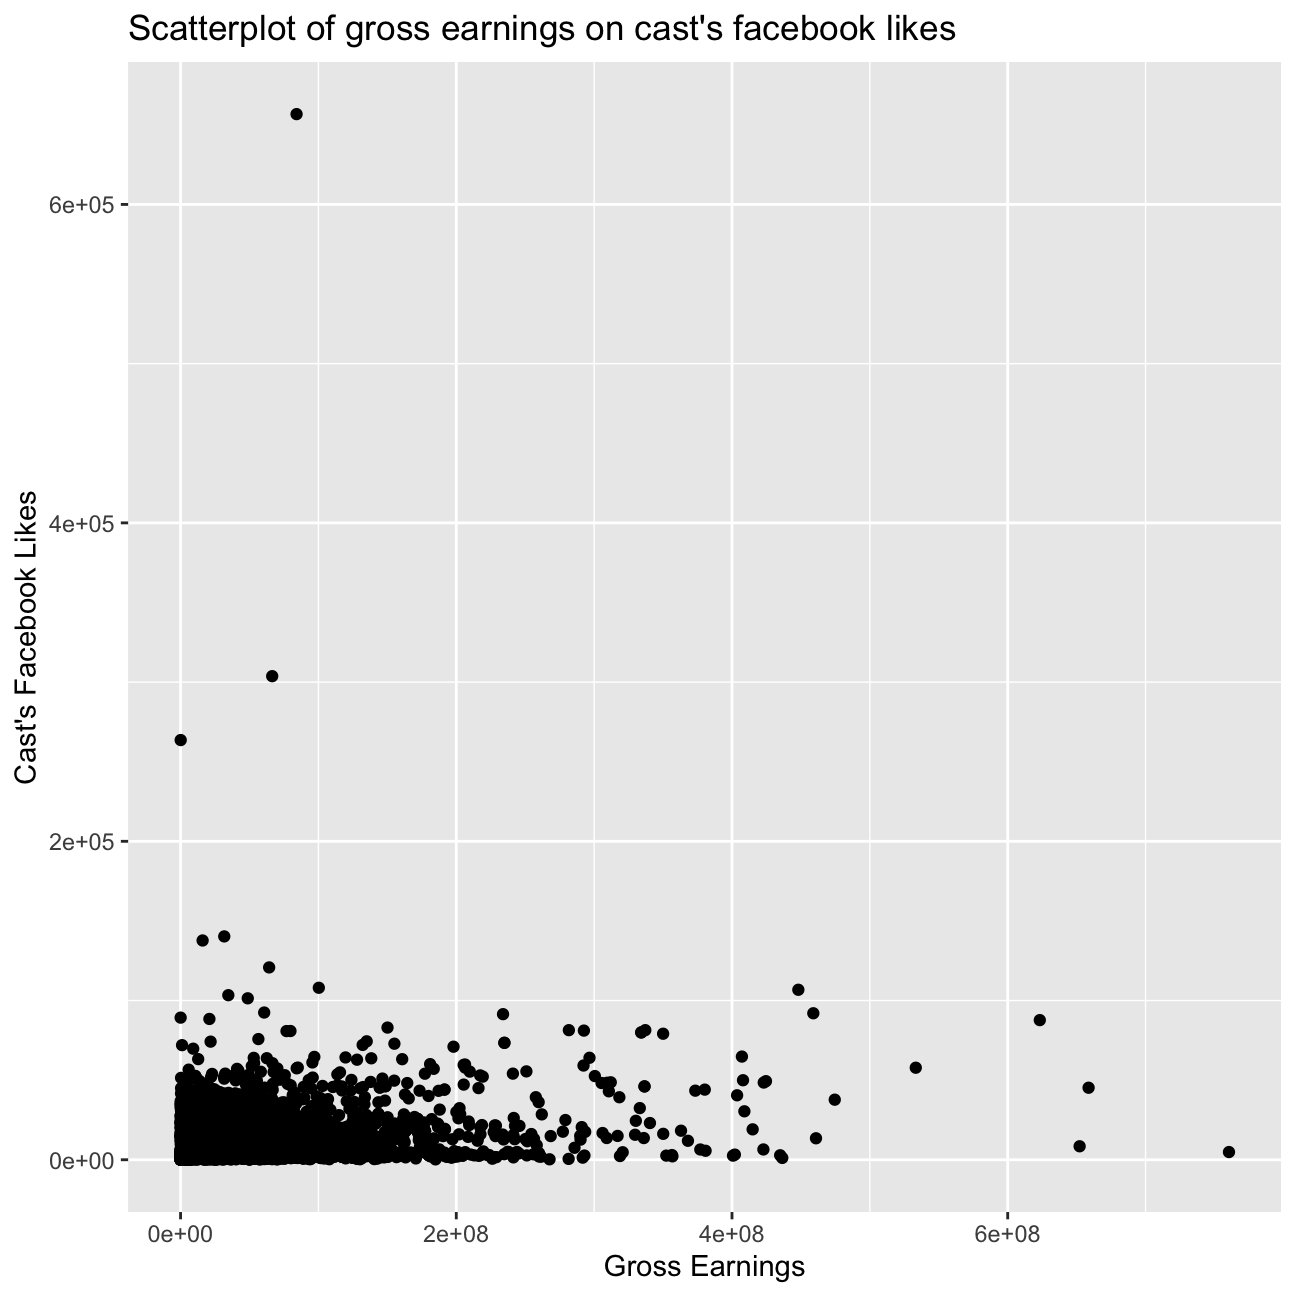 Scatterplot of gross earnings on cast's facebook likes
6e+05
4e+05
2e+05
0e+00
Cast's Facebook Likes
0e+00 2e+08 4e+08 6e+08
Gross Earnings